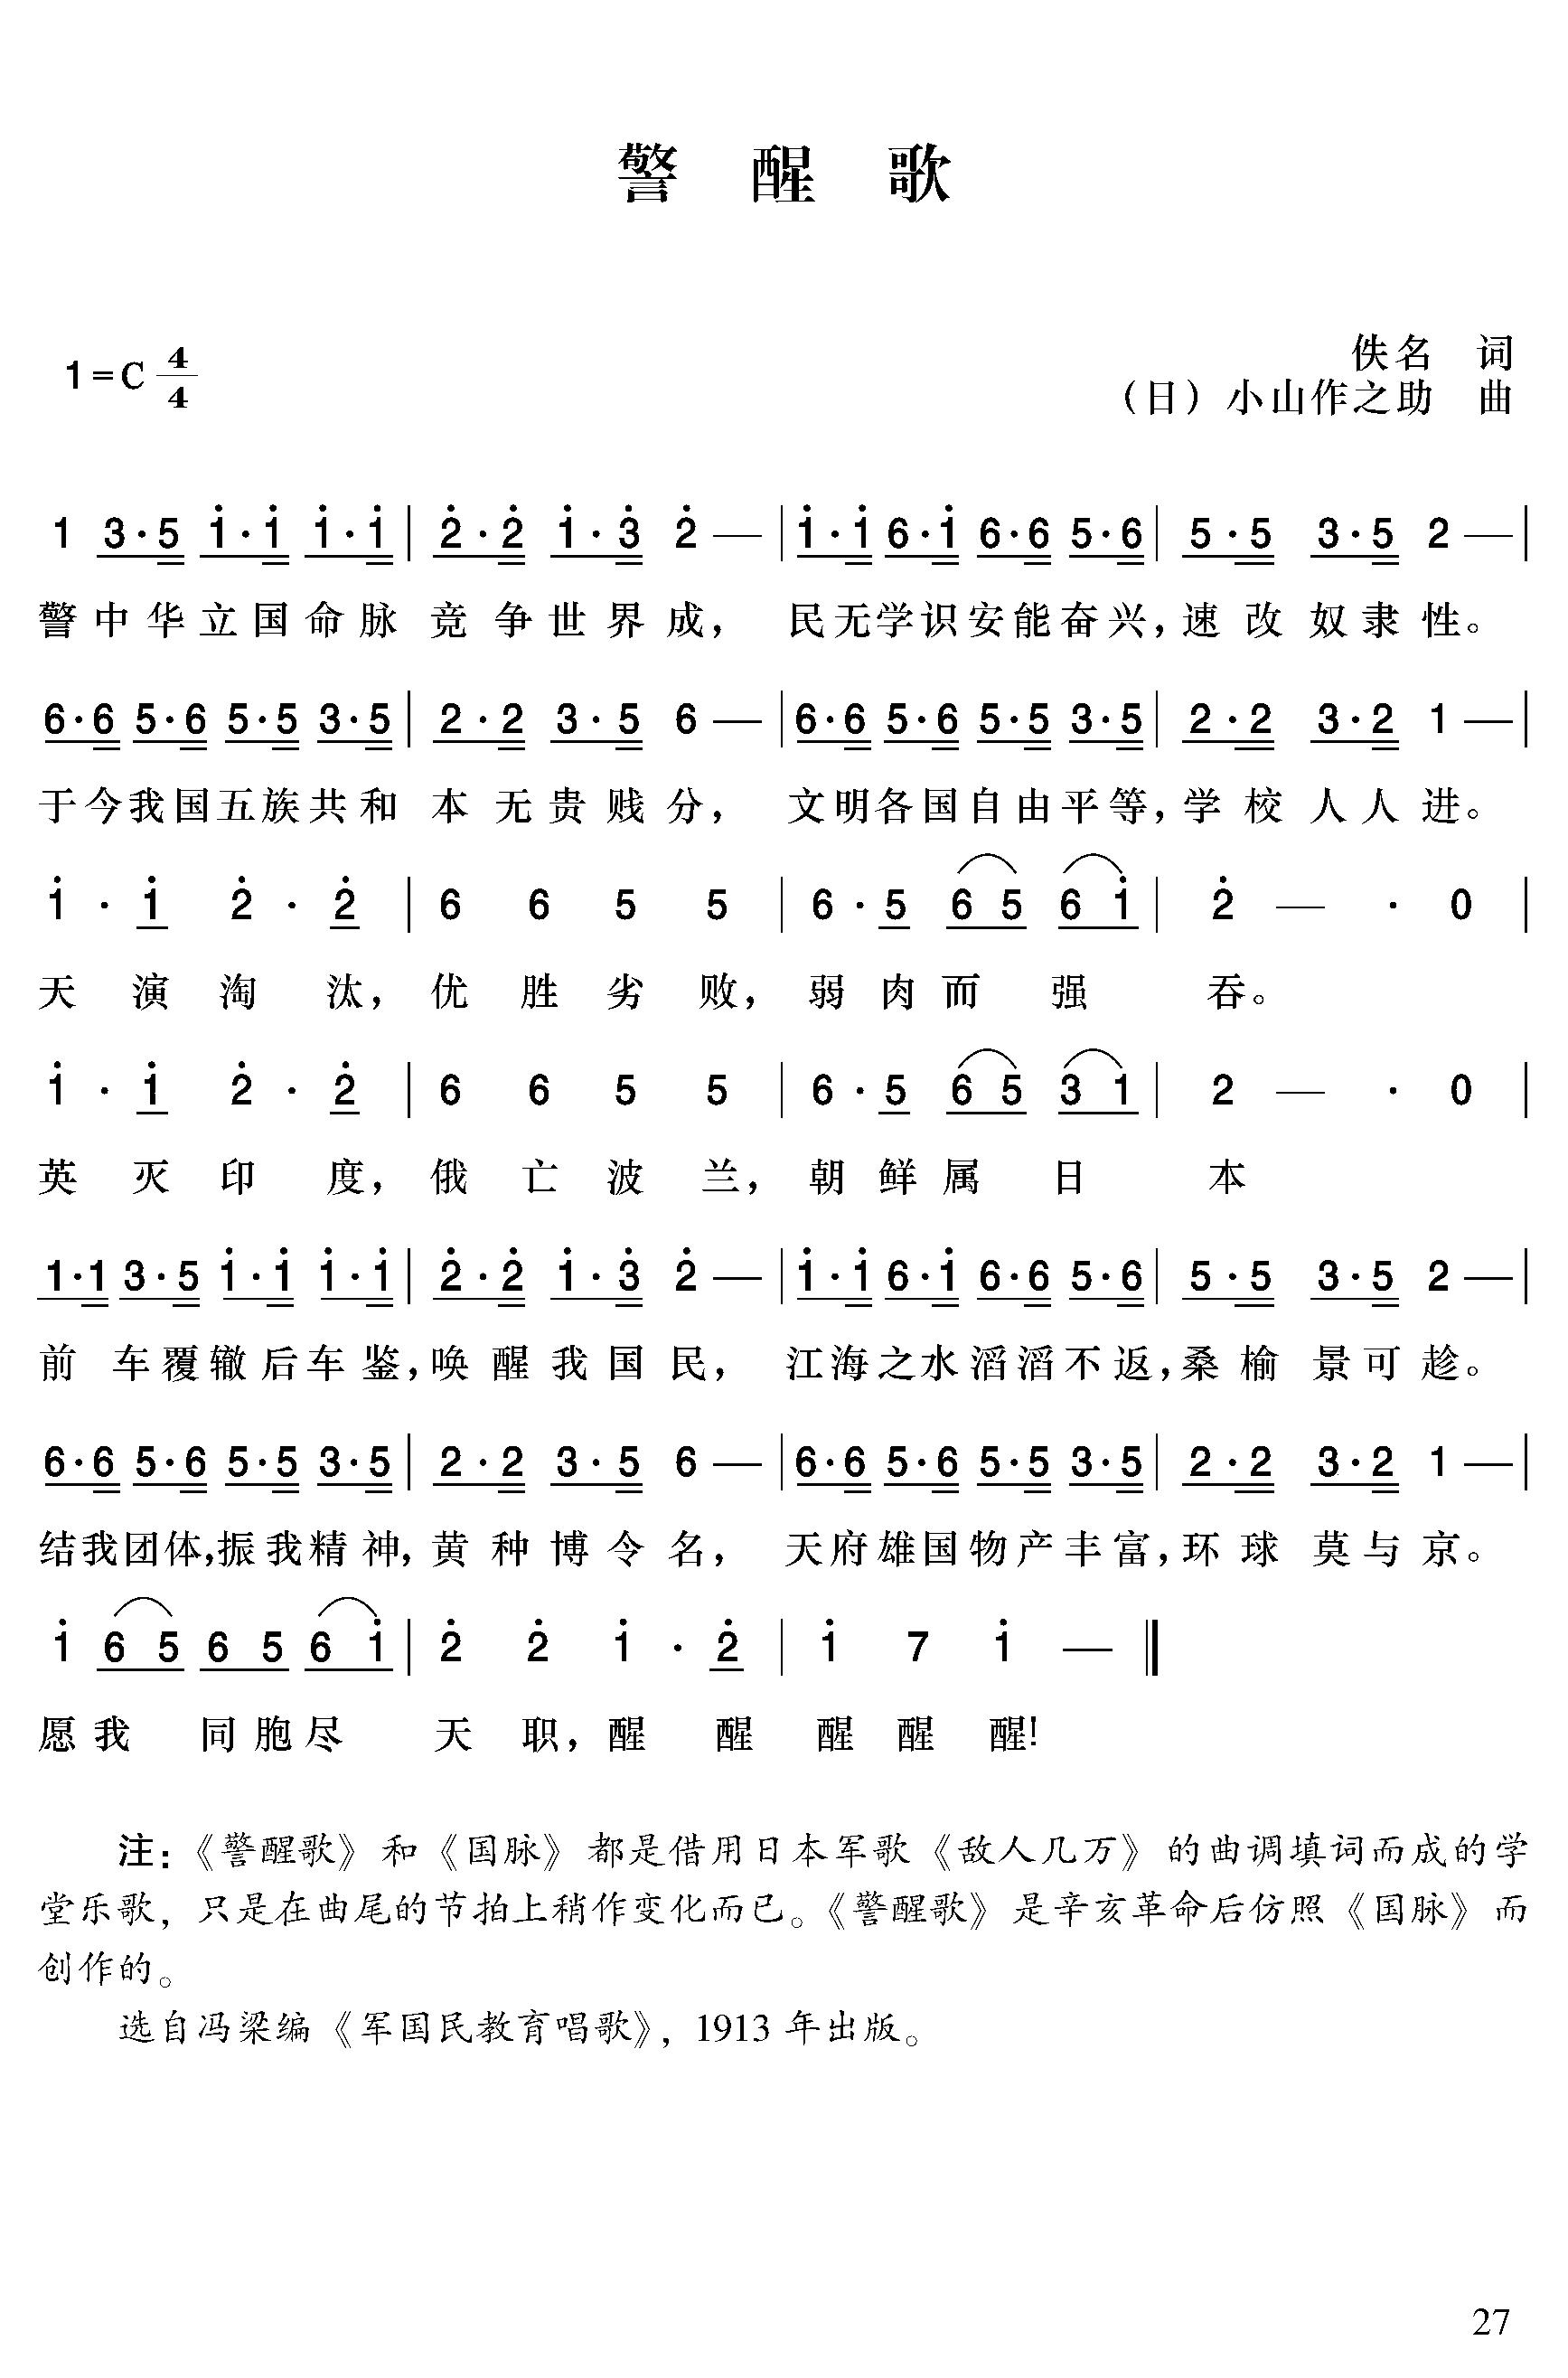 警 醒 歌
佚名 词
1=C 4/4
（日）小山作之助 曲
1 3·5 i·i i·i | 2̇·2̇ i·3̇ 2̇ — | i·i 6·i 6·6 5·6 | 5·5 3·5 2 — |
警中华立国命脉 竞争世界成， 民无学识安能奋兴，速改奴隶性。
6·6 5·6 5·5 3·5 | 2·2 3·5 6 — | 6·6 5·6 5·5 3·5 | 2·2 3·2 1 — |
于今我国五族共和 本无贵贱分， 文明各国自由平等，学校人人进。
i · i 2̇ · 2̇ | 6 6 5 5 | 6·5 6 5 6 i | 2̇ — · 0 |
天演淘汰，优胜劣败，弱肉而强吞。
i · i 2̇ · 2̇ | 6 6 5 5 | 6·5 6 5 3 1 | 2 — · 0 |
英灭印度，俄亡波兰，朝鲜属日本
1·1 3·5 i·i i·i | 2̇·2̇ i·3̇ 2̇ — | i·i 6·i 6·6 5·6 | 5·5 3·5 2 — |
前车覆辙后车鉴，唤醒我国民， 江海之水滔滔不返，桑榆景可趁。
6·6 5·6 5·5 3·5 | 2·2 3·5 6 — | 6·6 5·6 5·5 3·5 | 2·2 3·2 1 — |
结我团体，振我精神，黄种博令名， 天府雄国物产丰富，环球莫与京。
i 6 5 6 5 6 i | 2̇ 2̇ i · 2̇ | i 7 i — ‖
愿我同胞尽天职，醒醒醒醒醒！
注：《警醒歌》和《国脉》都是借用日本军歌《敌人几万》的曲调填词而成的学
堂乐歌，只是在曲尾的节拍上稍作变化而已。《警醒歌》是辛亥革命后仿照《国脉》而
创作的。
选自冯梁编《军国民教育唱歌》，1913 年出版。
27